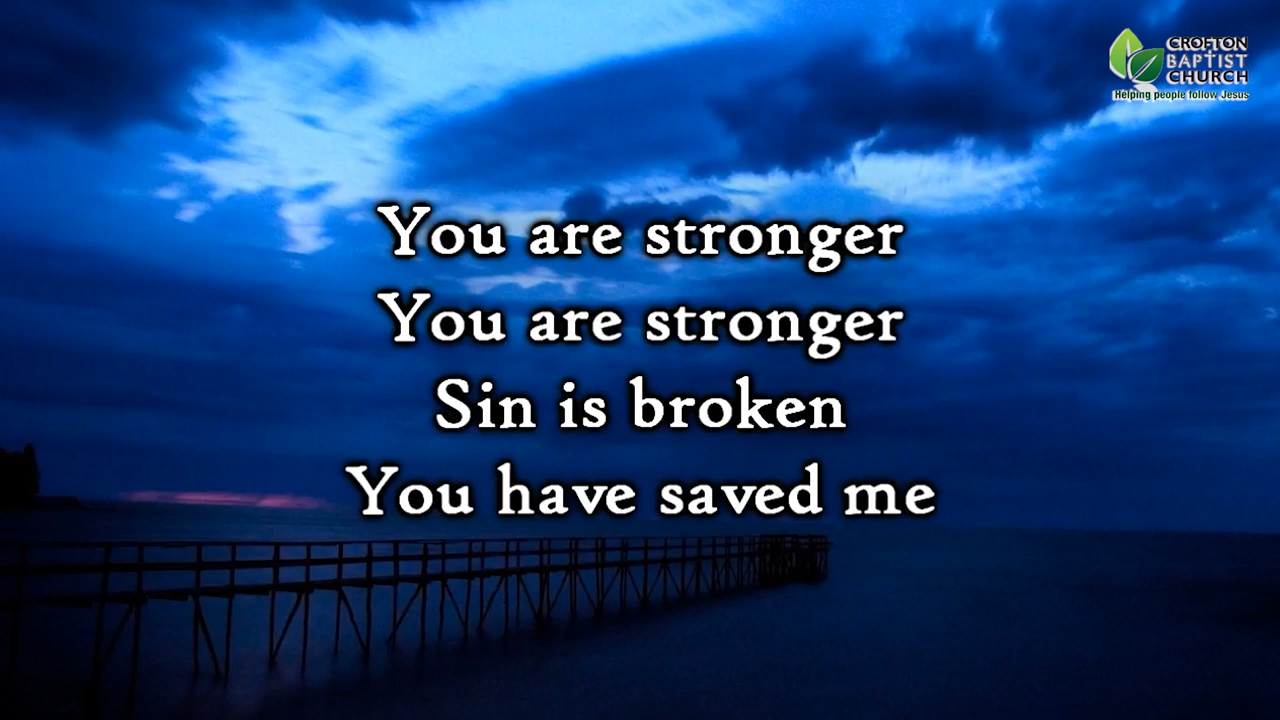 CROFTON
BAPTIST
CHURCH
Helping people follow Jesus
You are stronger
You are stronger
Sin is broken
You have saved me